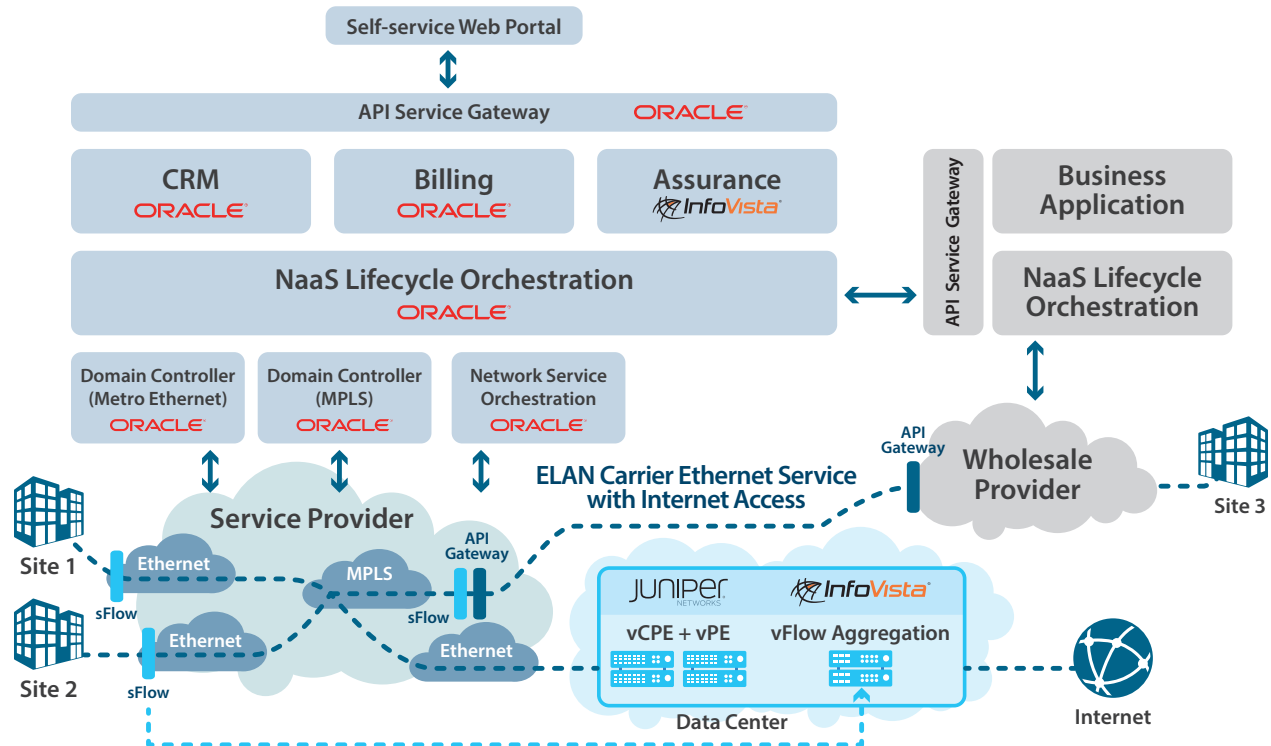 Self-service Web Portal
API Service Gateway ORACLE®
CRM
ORACLE®
Billing
ORACLE®
Assurance
InfoVista®
NaaS Lifecycle Orchestration
ORACLE®
API Service Gateway
Business
Application
NaaS Lifecycle
Orchestration
Domain Controller
(Metro Ethernet)
ORACLE®
Domain Controller
(MPLS)
ORACLE®
Network Service
Orchestration
ORACLE®
Service Provider
ELAN Carrier Ethernet Service
with Internet Access
API
Gateway
Wholesale
Provider
Site 3
Site 1
sFlow
Ethernet
MPLS
API
Gateway
sFlow
Site 2
sFlow
Ethernet
Ethernet
JUNIPER
NETWORKS
InfoVista®
vCPE + vPE
vFlow Aggregation
Data Center
Internet